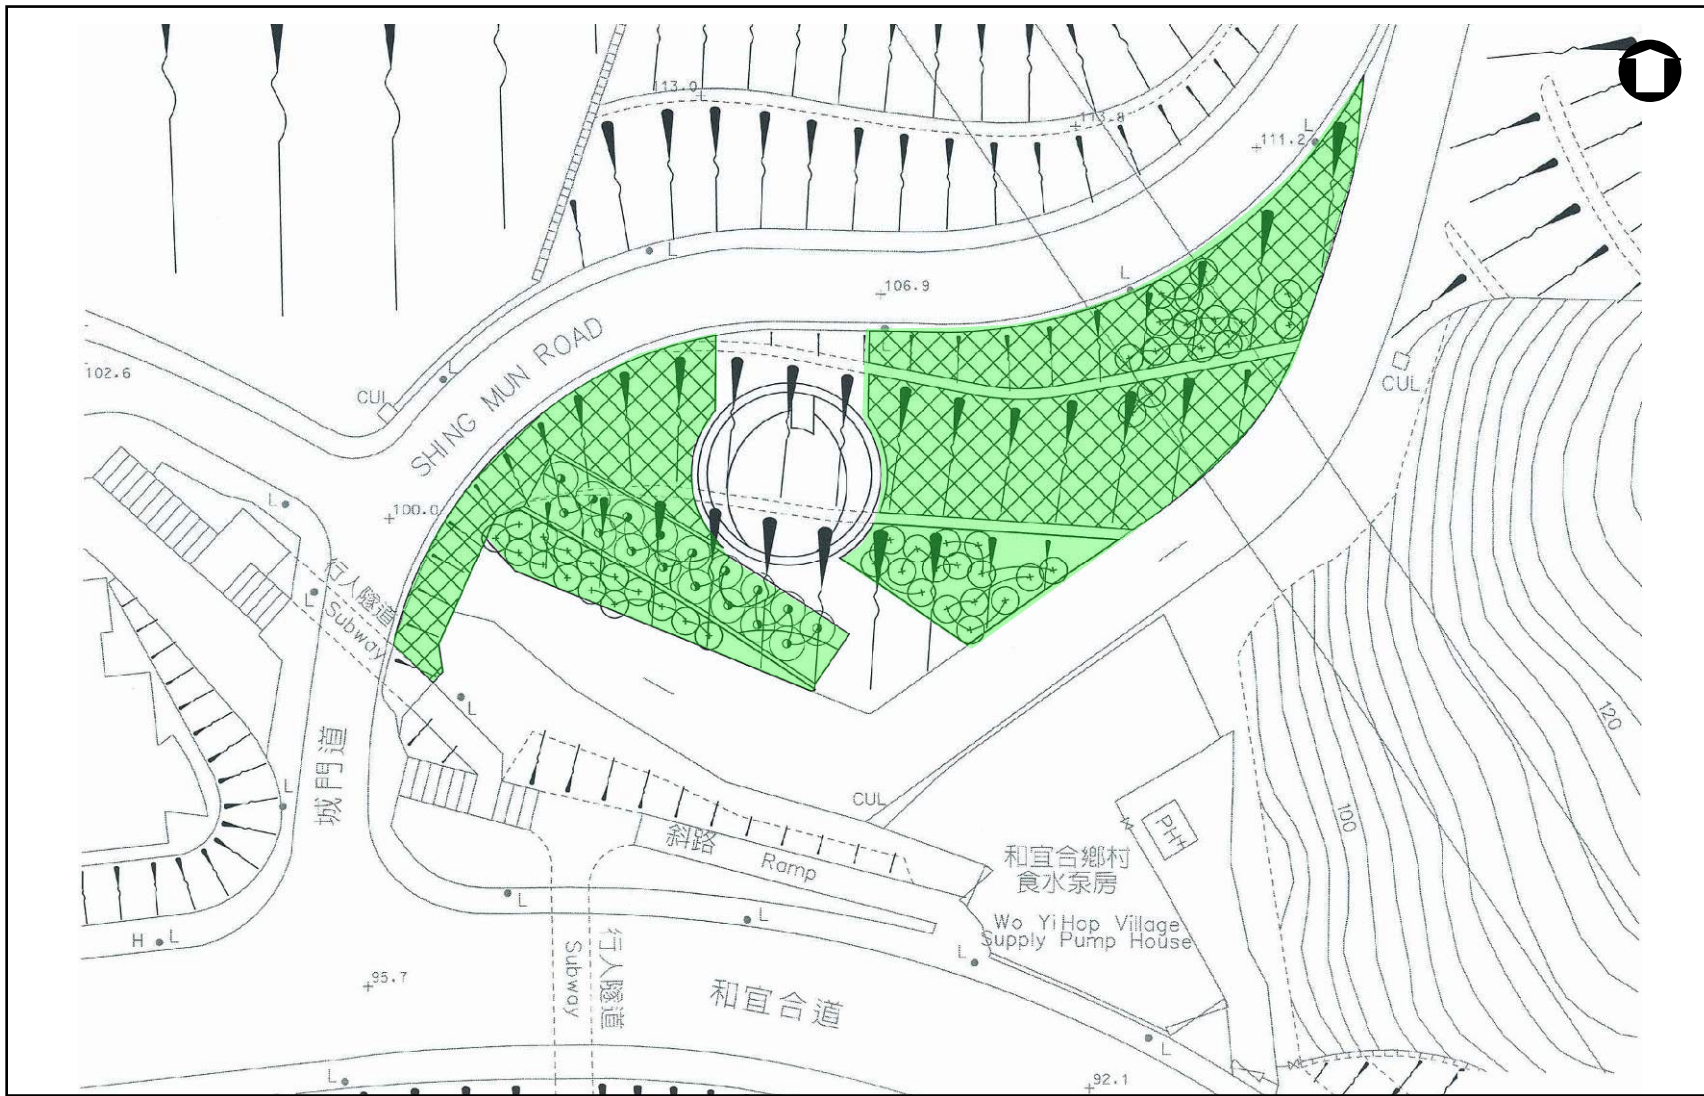 113.0
113.8
L
111.2
L
L
106.9
L
102.6
CUL
SHING MUN ROAD
CUL
L
100.0
行人隧道
Subway
L
L
120
城門道
L
100
CUL
PH
斜路
Ramp
和宜合鄉村
食水泵房
Wo Yi Hop Village
Supply Pump House
L
L
H
L
L
行人隧道
Subway
95.7
和宜合道
L
L
92.1